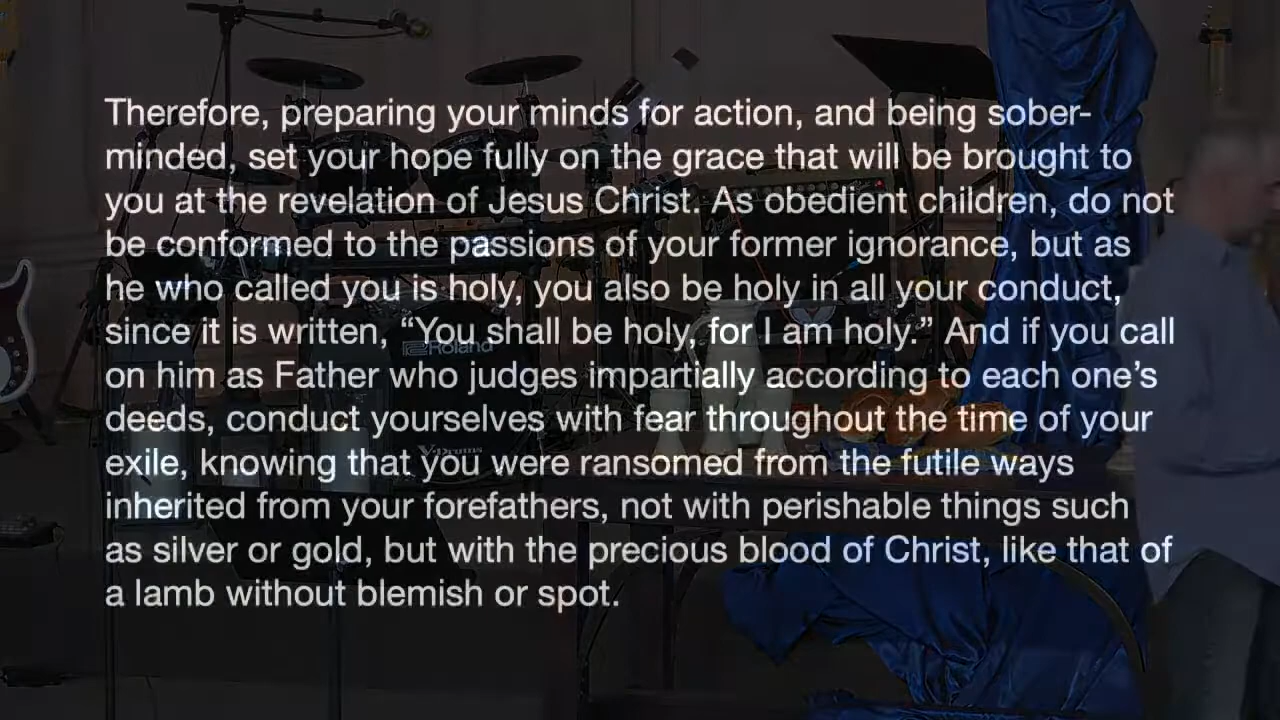 Therefore, preparing your minds for action, and being sober-
minded, set your hope fully on the grace that will be brought to
you at the revelation of Jesus Christ. As obedient children, do not
be conformed to the passions of your former ignorance, but as
he who called you is holy, you also be holy in all your conduct,
since it is written, “You shall be holy, for I am holy.” And if you call
on him as Father who judges impartially according to each one’s
deeds, conduct yourselves with fear throughout the time of your
exile, knowing that you were ransomed from the futile ways
inherited from your forefathers, not with perishable things such
as silver or gold, but with the precious blood of Christ, like that of
a lamb without blemish or spot.
Roland
V-Drums